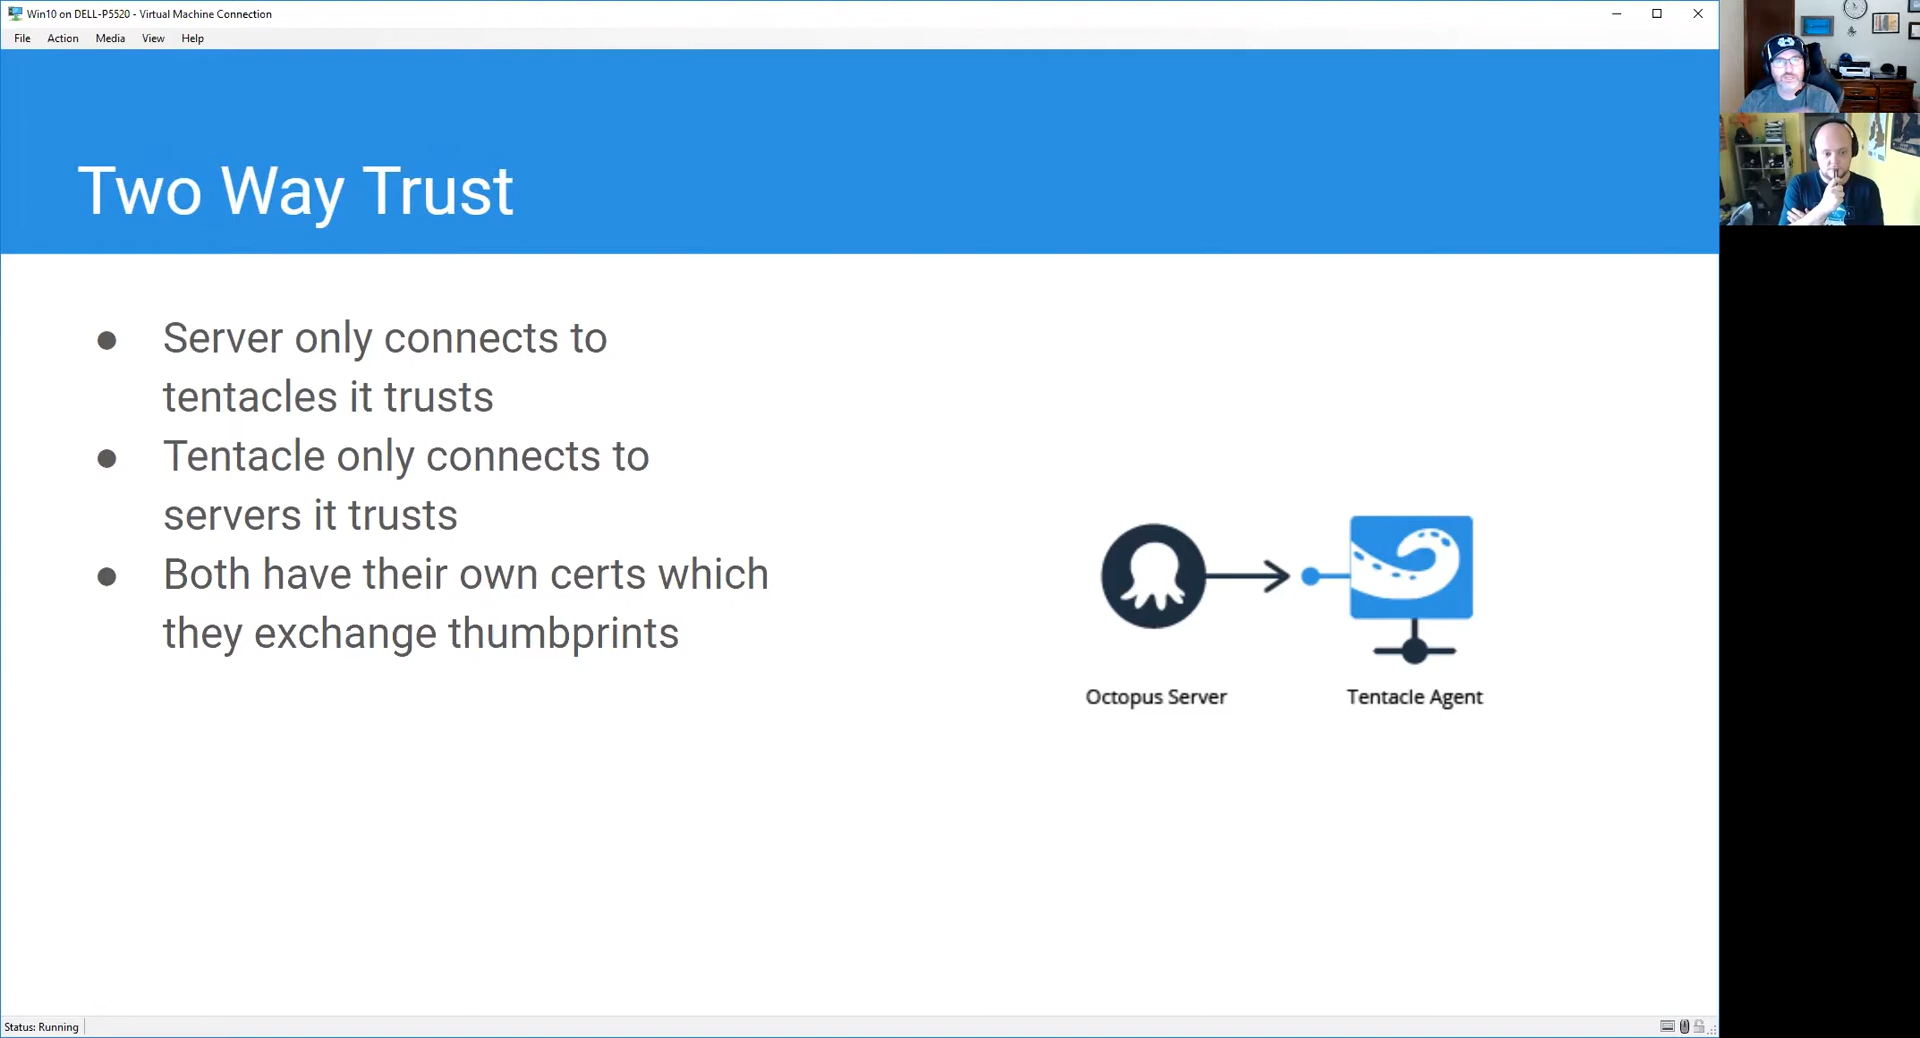 Win10 on DELL-P5520 - Virtual Machine Connection
File Action Media View Help
Two Way Trust
Server only connects to
tentacles it trusts
Tentacle only connects to
servers it trusts
Both have their own certs which
they exchange thumbprints
Octopus Server
Tentacle Agent
Status: Running